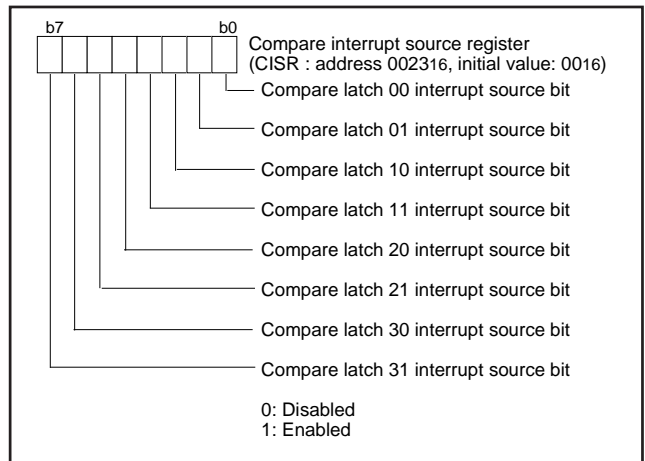 b7 b0
Compare interrupt source register
(CISR : address 002316, initial value: 0016)
Compare latch 00 interrupt source bit
Compare latch 01 interrupt source bit
Compare latch 10 interrupt source bit
Compare latch 11 interrupt source bit
Compare latch 20 interrupt source bit
Compare latch 21 interrupt source bit
Compare latch 30 interrupt source bit
Compare latch 31 interrupt source bit
0: Disabled
1: Enabled